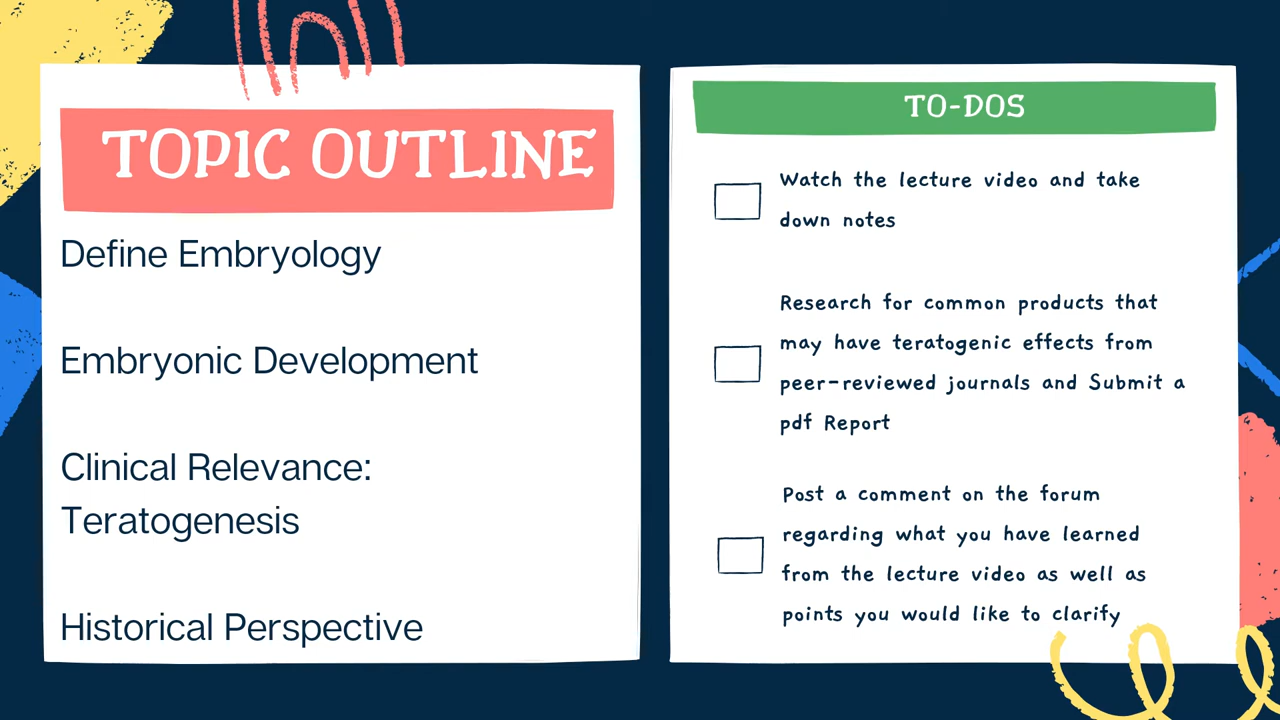 TOPIC OUTLINE
Define Embryology
Embryonic Development
Clinical Relevance:
Teratogenesis
Historical Perspective
TO-DOS
Watch the lecture video and take
down notes
Research for common products that
may have teratogenic effects from
peer-reviewed journals and Submit a
pdf Report
Post a comment on the forum
regarding what you have learned
from the lecture video as well as
points you would like to clarify